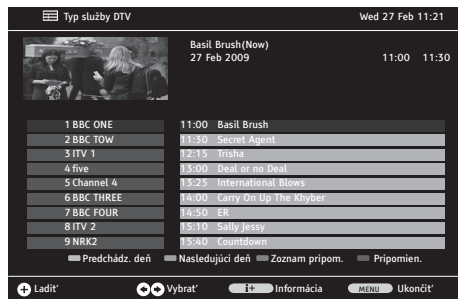 Typ služby DTV Wed 27 Feb 11:21
Basil Brush(Now)
27 Feb 2009 11:00 11:30
1 BBC ONE 11:00 Basil Brush
2 BBC TOW 11:30 Secret Agent
3 ITV 1 12:15 Trisha
4 five 13:00 Deal or no Deal
5 Channel 4 13:25 International Blows
6 BBC THREE 14:00 Carry On Up The Khyber
7 BBC FOUR 14:50 ER
8 ITV 2 15:10 Sally Jessy
9 NRK2 15:40 Countdown
Predchádz. deň Nasledujúci deň Zoznam pripom. Pripomien.
Ladiť Vybrať i+ Informácia MENU Ukončiť